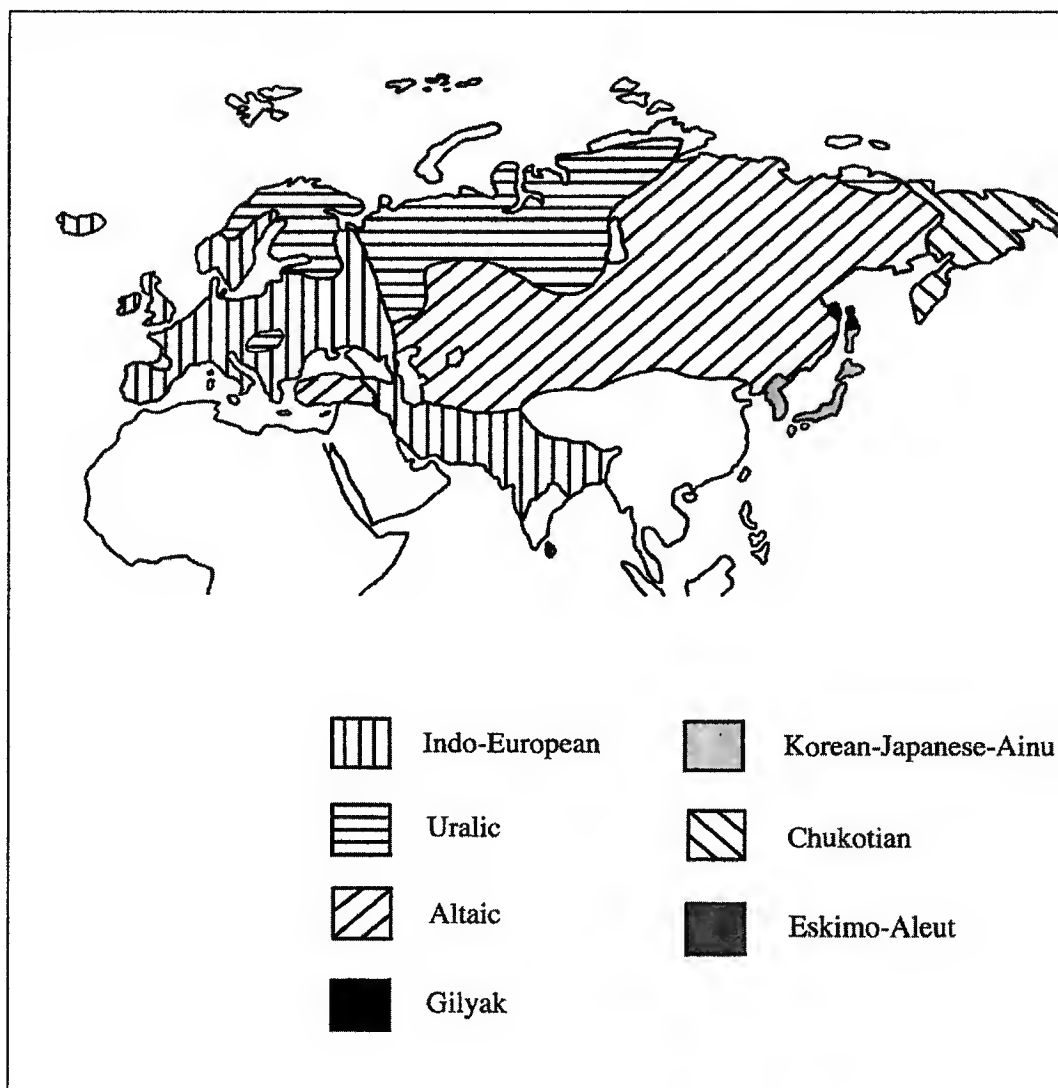 Indo-European
Korean-Japanese-Ainu
Uralic
Chukotian
Altaic
Eskimo-Aleut
Gilyak